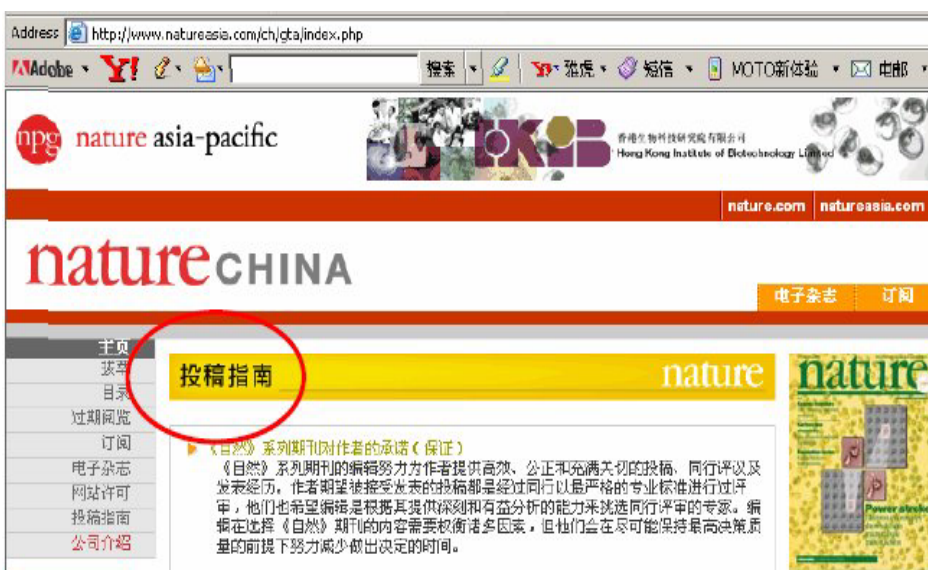 Address http://www.natureasia.com/ch/gta/index.php
Adobe Y! 搜索 雅虎 短信 MOTO新体验 电邮
npg nature asia-pacific HKIB 香港生物科技研究院有限公司
Hong Kong Institute of Biotechnology Limited
nature.com natureasia.com
nature CHINA
电子杂志 订阅
主页
拔萃
目录
过期阅览
订阅
电子杂志
网站许可
投稿指南
公司介绍
投稿指南 nature
《自然》系列期刊对作者的承诺（保证）
《自然》系列期刊的编辑努力为作者提供高效、公正和充满关切的投稿、同行评议及
发表经历。作者期望被接受发表的投稿都是经过同行以最严格的专业标准进行过评
审，他们也希望编辑是根据其提供深刻和有益分析的能力来挑选同行评审的专家。编
辑在选择《自然》期刊的内容需要权衡诸多因素，但他们会在尽可能保持最高决策质
量的前提下努力减少做出决定的时间。
nature
Power stroke